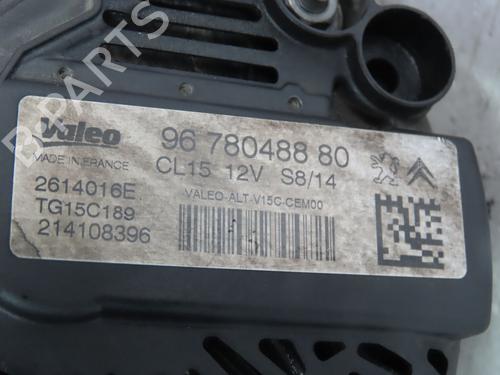 B-PARTS
Valeo
MADE IN FRANCE
2614016E
TG15C189
214108396
96 780488 80
CL15 12V S8/14
VALEO-ALT-V15C-CEM00